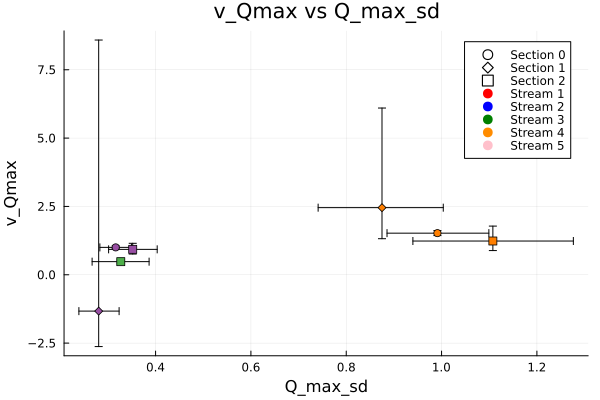 v_Qmax vs Q_max_sd
Section 0
Section 1
Section 2
Stream 1
Stream 2
Stream 3
Stream 4
Stream 5
7.5
5.0
2.5
0.0
−2.5
v_Qmax
0.4
0.6
0.8
1.0
1.2
Q_max_sd